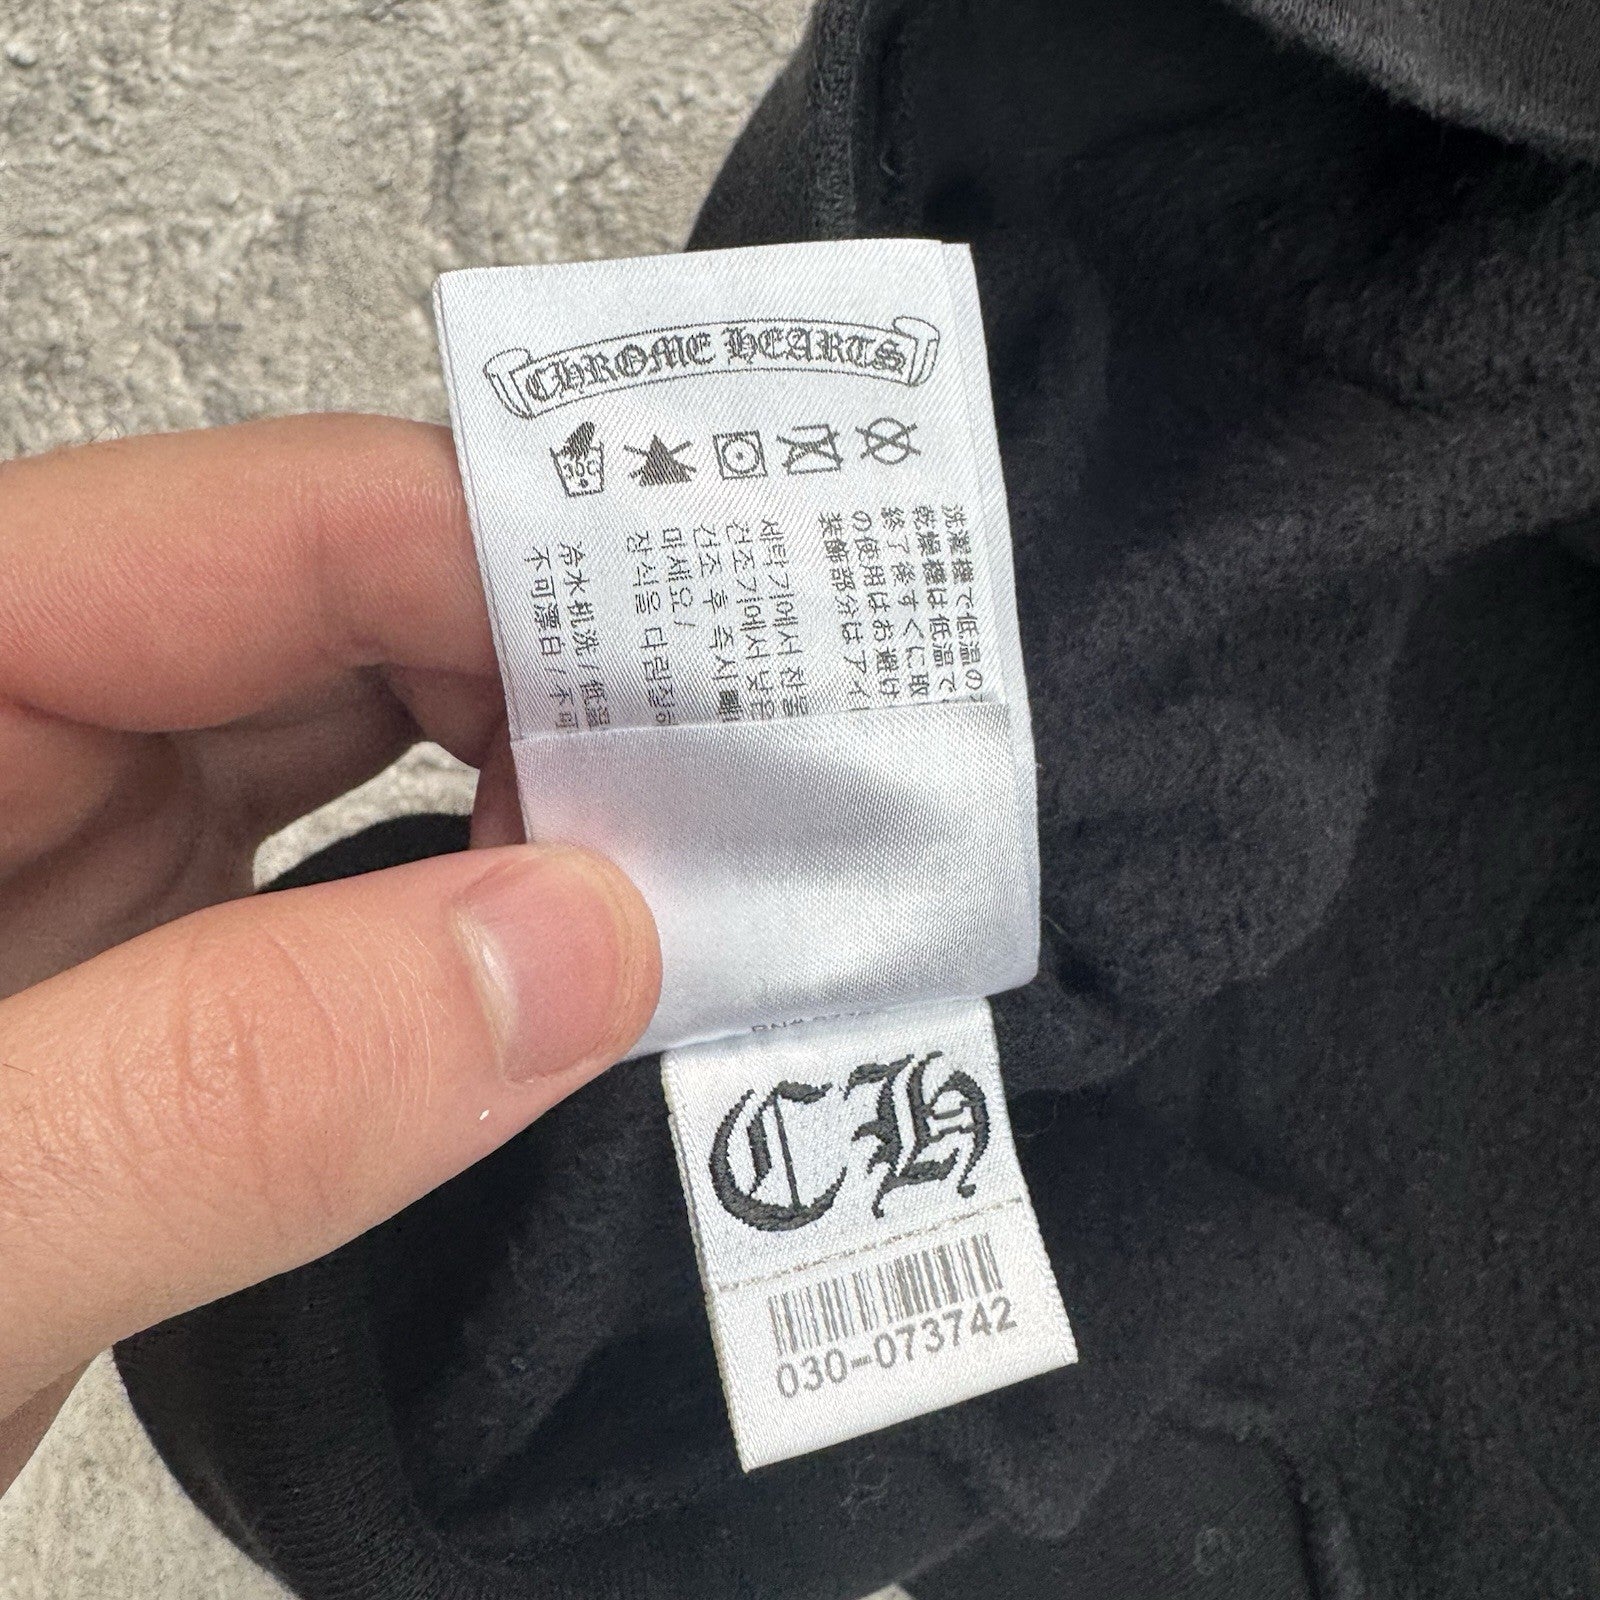 CHROME HEARTS
30C
洗濯機で低温の
乾燥機は低温で
終了後すぐに取
の使用はお避け
装飾部分はアイ
세탁기에서 찬물
건조기에서 낮은
건조 후 즉시
마세요/
장식을 다림질하
冷水机洗/低温
不可漂白/不可
RN#
CH
030-073742